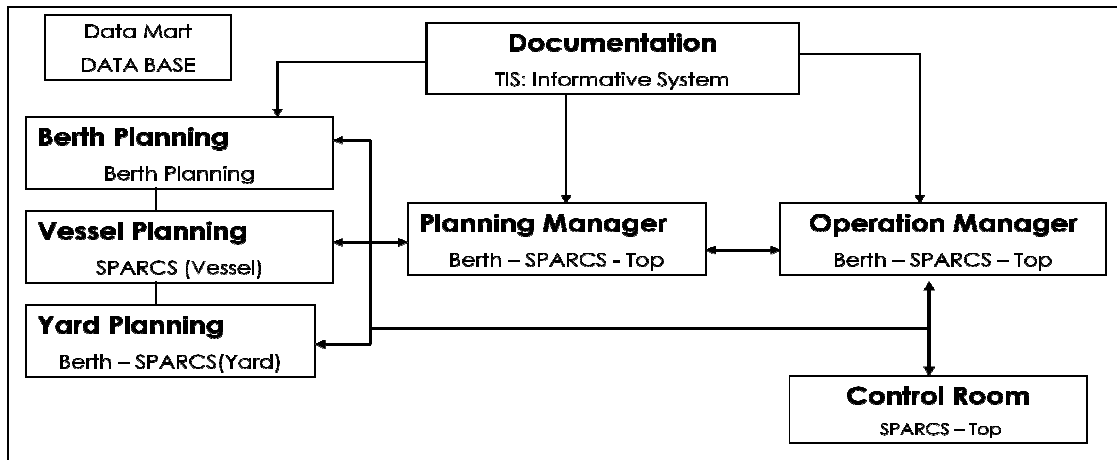 Data Mart
DATA BASE
Documentation
TIS: Informative System
Berth Planning
Berth Planning
Vessel Planning
SPARCS (Vessel)
Yard Planning
Berth – SPARCS(Yard)
Planning Manager
Berth – SPARCS - Top
Operation Manager
Berth – SPARCS – Top
Control Room
SPARCS – Top